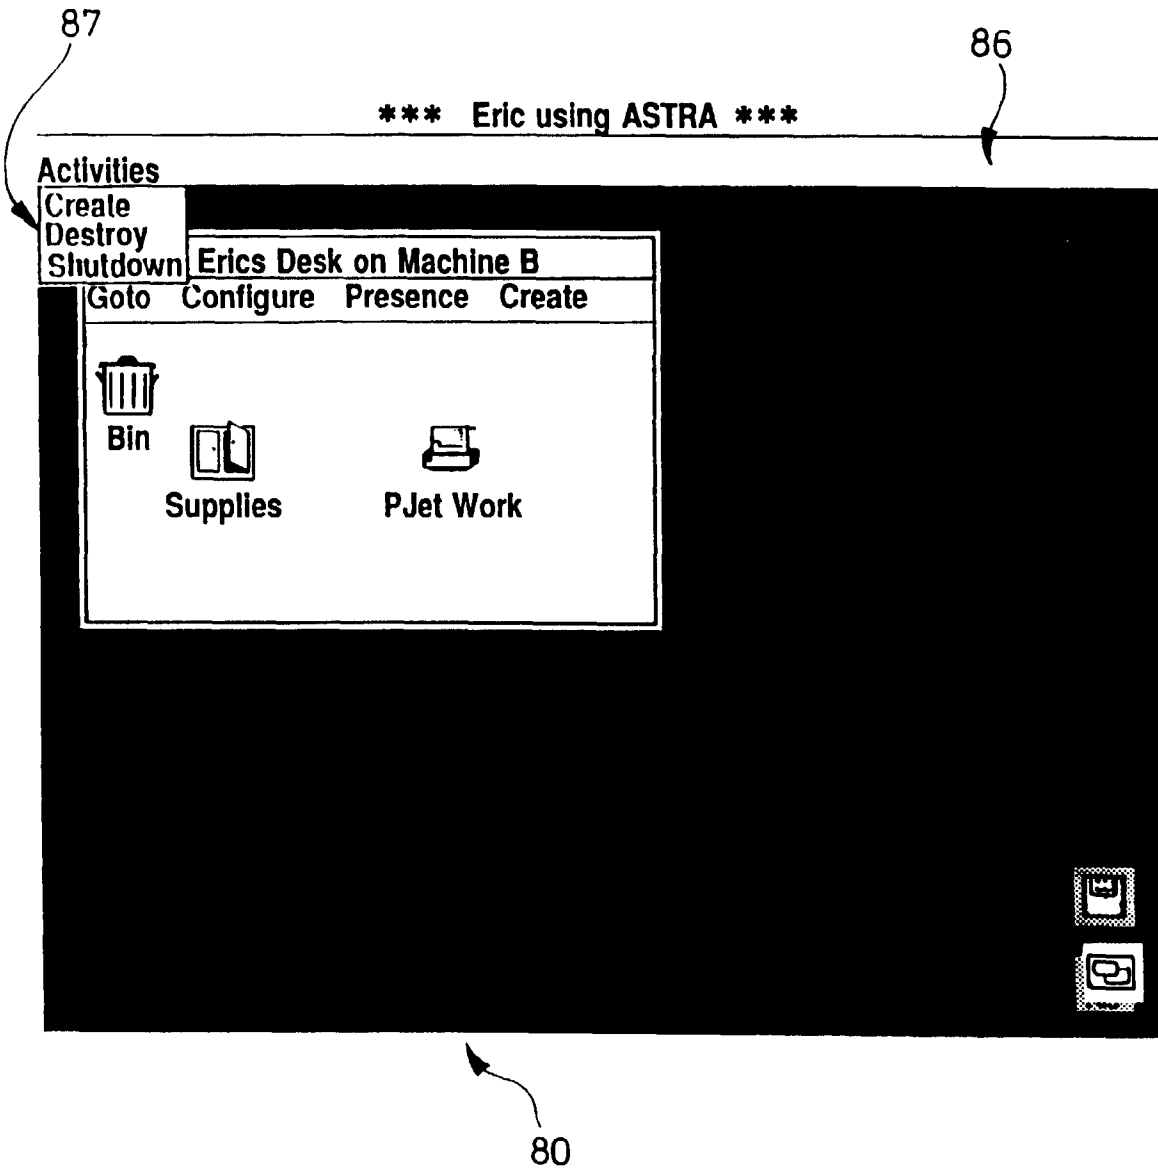 87
86
*** Eric using ASTRA ***
Activities
Create
Destroy
Shutdown
Erics Desk on Machine B
Goto Configure Presence Create
Bin
Supplies PJet Work
80